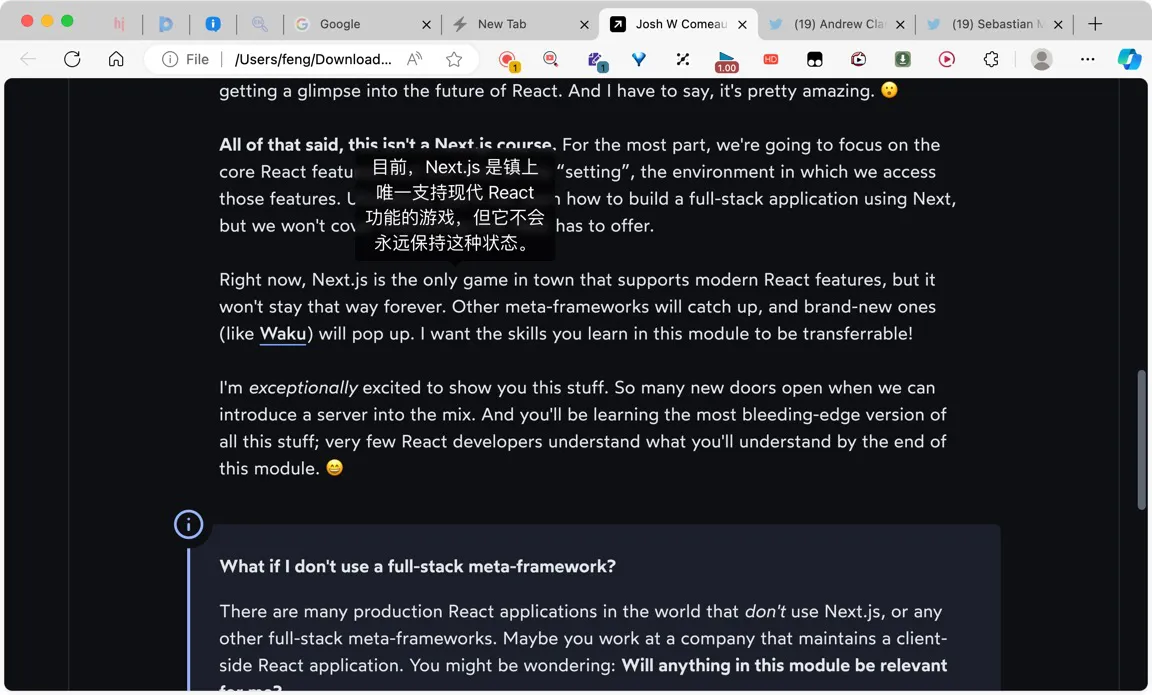 hj
Google
New Tab
Josh W Comeau
(19) Andrew Cla
(19) Sebastian M
File
/Users/feng/Download...
1
1
1.00
HD
getting a glimpse into the future of React. And I have to say, it's pretty amazing. 😮
All of that said, this isn't a Next.js course. For the most part, we're going to focus on the
core React featu
“setting”, the environment in which we access
those features.
how to build a full-stack application using Next,
but we won't cov
has to offer.
目前，Next.js 是镇上
唯一支持现代 React
功能的游戏，但它不会
永远保持这种状态。
Right now, Next.js is the only game in town that supports modern React features, but it
won't stay that way forever. Other meta-frameworks will catch up, and brand-new ones
(like Waku) will pop up. I want the skills you learn in this module to be transferrable!
I'm exceptionally excited to show you this stuff. So many new doors open when we can
introduce a server into the mix. And you'll be learning the most bleeding-edge version of
all this stuff; very few React developers understand what you'll understand by the end of
this module. 😄
What if I don't use a full-stack meta-framework?
There are many production React applications in the world that don't use Next.js, or any
other full-stack meta-frameworks. Maybe you work at a company that maintains a client-
side React application. You might be wondering: Will anything in this module be relevant
for me?